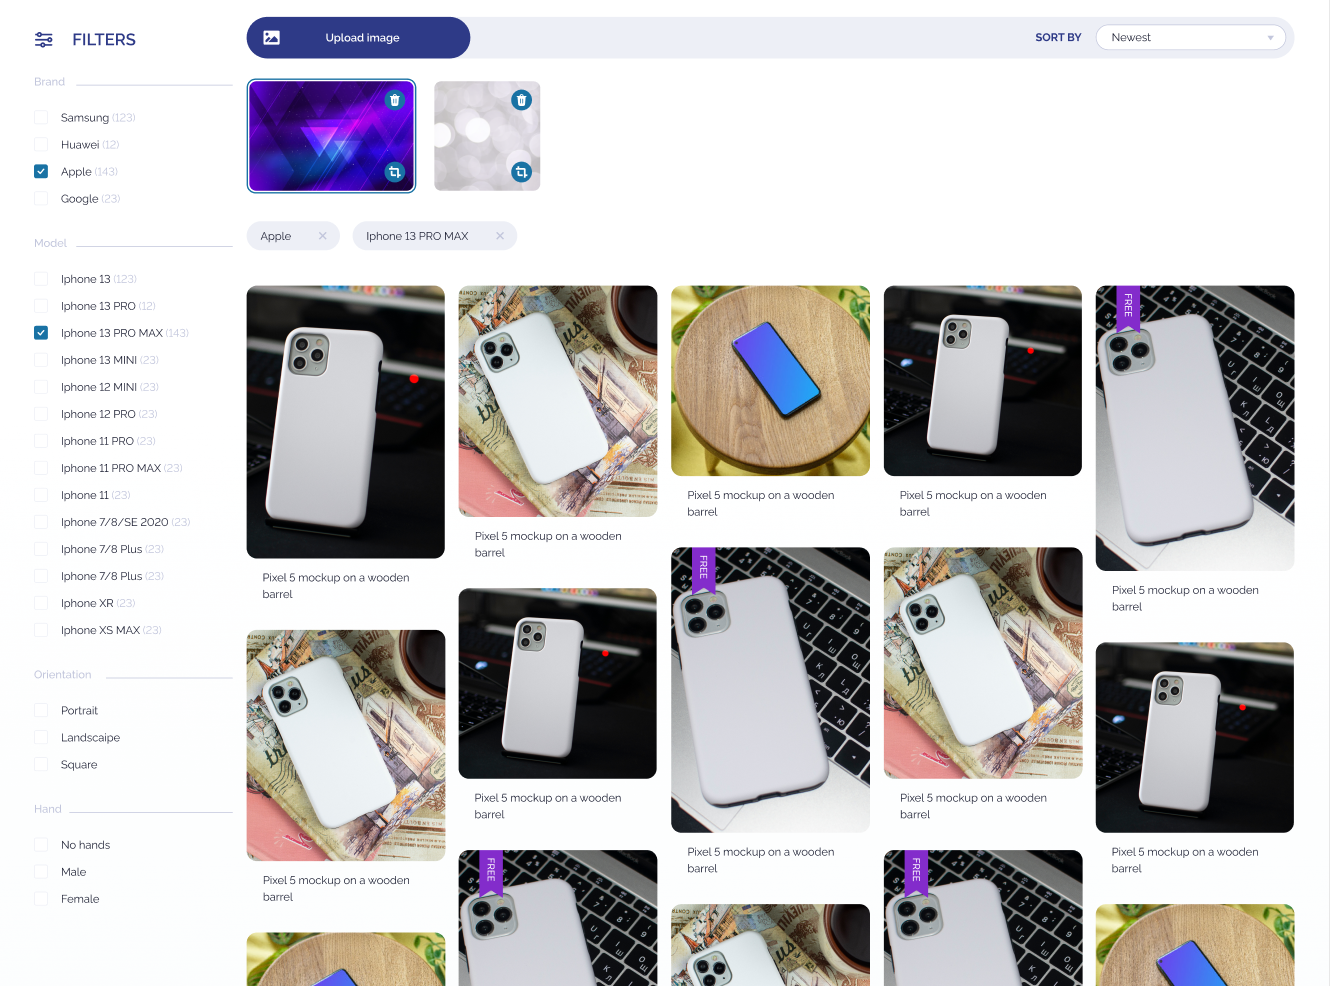 FILTERS
Upload image
SORT BY
Newest
Brand
Samsung (123)
Huawei (12)
Apple (143)
Google (23)
Model
Iphone 13 (123)
Iphone 13 PRO (12)
Iphone 13 PRO MAX (143)
Iphone 13 MINI (23)
Iphone 12 MINI (23)
Iphone 12 PRO (23)
Iphone 11 PRO (23)
Iphone 11 PRO MAX (23)
Iphone 11 (23)
Iphone 7/8/SE 2020 (23)
Iphone 7/8 Plus (23)
Iphone 7/8 Plus (23)
Iphone XR (23)
Iphone XS MAX (23)
Orientation
Portrait
Landscaipe
Square
Hand
No hands
Male
Female
Apple
Iphone 13 PRO MAX
Pixel 5 mockup on a wooden
barrel
Pixel 5 mockup on a wooden
barrel
Pixel 5 mockup on a wooden
barrel
Pixel 5 mockup on a wooden
barrel
FREE
Pixel 5 mockup on a wooden
barrel
Pixel 5 mockup on a wooden
barrel
Pixel 5 mockup on a wooden
barrel
FREE
Pixel 5 mockup on a wooden
barrel
Pixel 5 mockup on a wooden
barrel
Pixel 5 mockup on a wooden
barrel
FREE
FREE